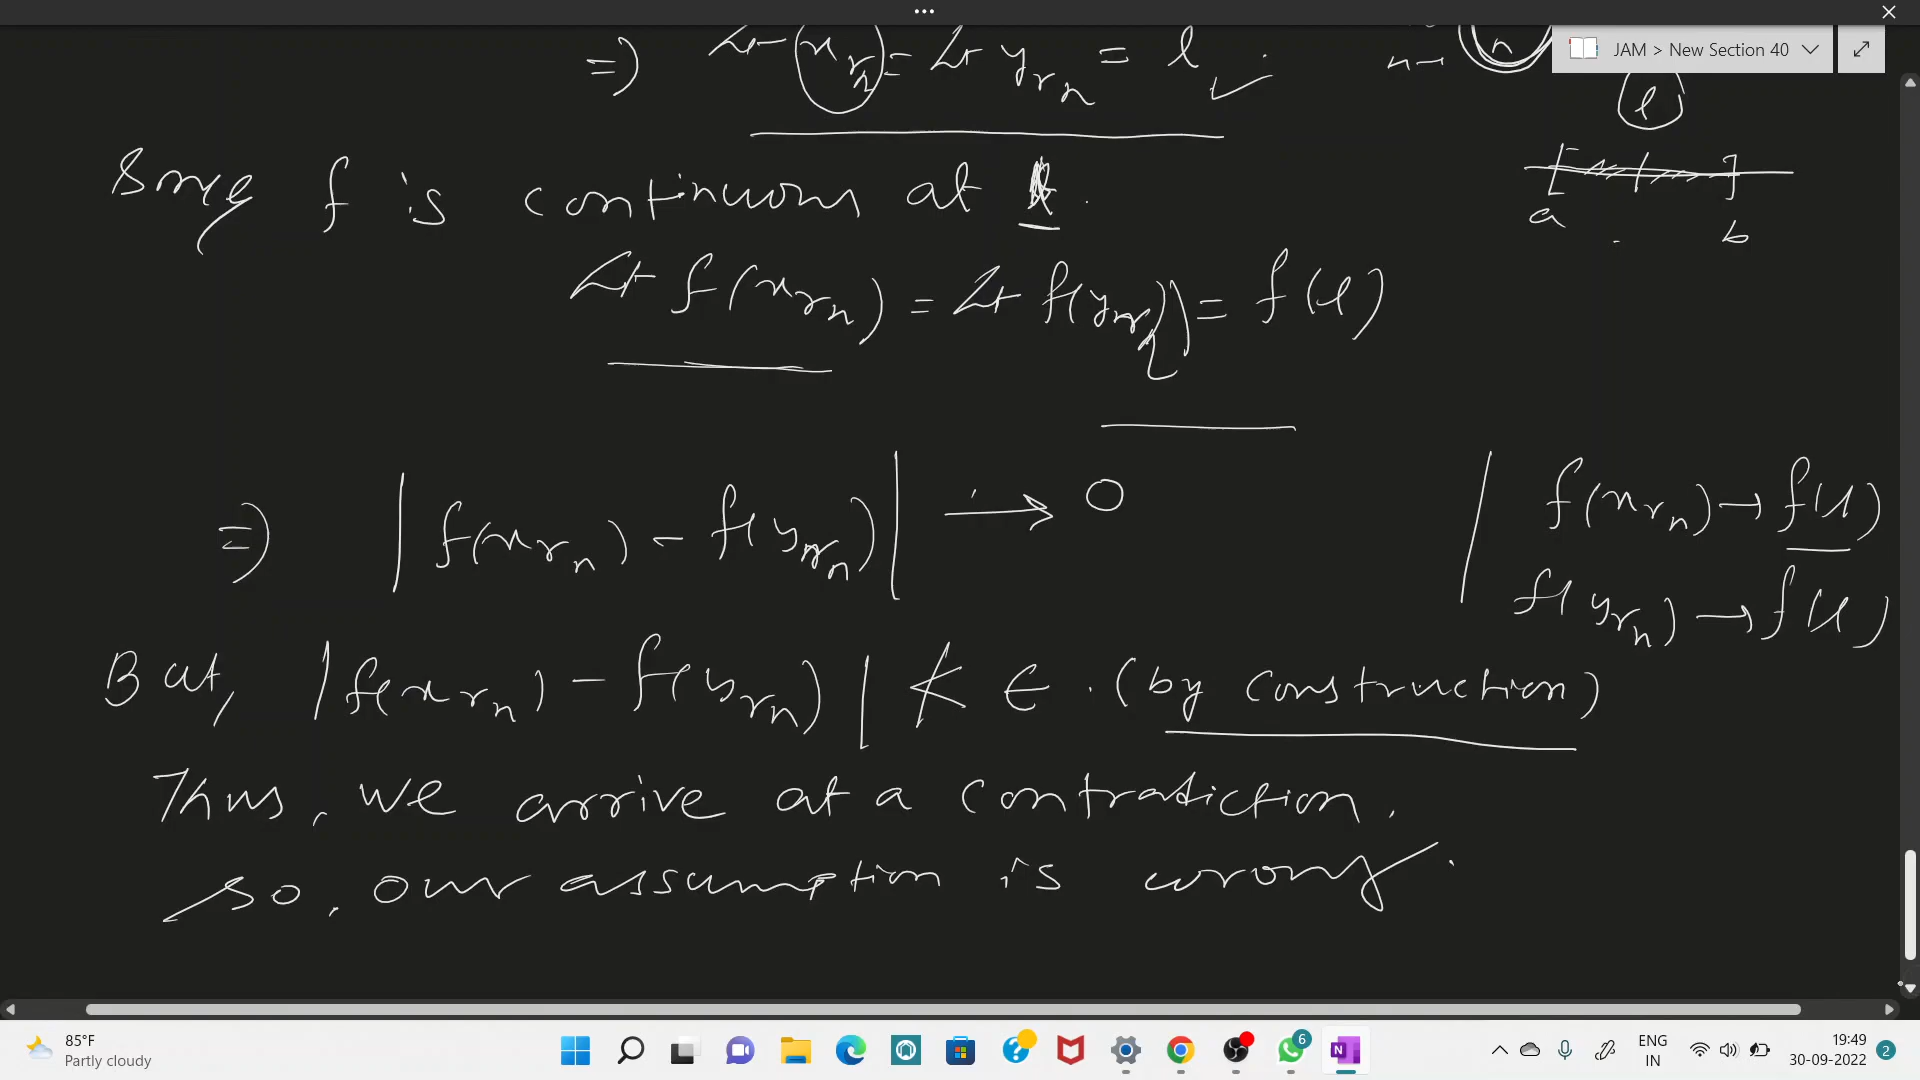 ...
JAM > New Section 40
=) Lt (x_{r_n}) = Lt y_{r_n} = l .
n→
n
l
[ ]
a b
Since f is continuous at l.
Lt f(x_{r_n}) = Lt f(y_{r_n}) = f(l)
=) |f(x_{r_n}) - f(y_{r_n})| → 0
f(x_{r_n}) → f(l)
f(y_{r_n}) → f(l)
But, |f(x_{r_n}) - f(y_{r_n})| ≮ ∈ . (by construction)
Thus, we arrive at a contradiction.
so, our assumption is wrong.
85°F
Partly cloudy
6
ENG
IN
19:49
30-09-2022
2